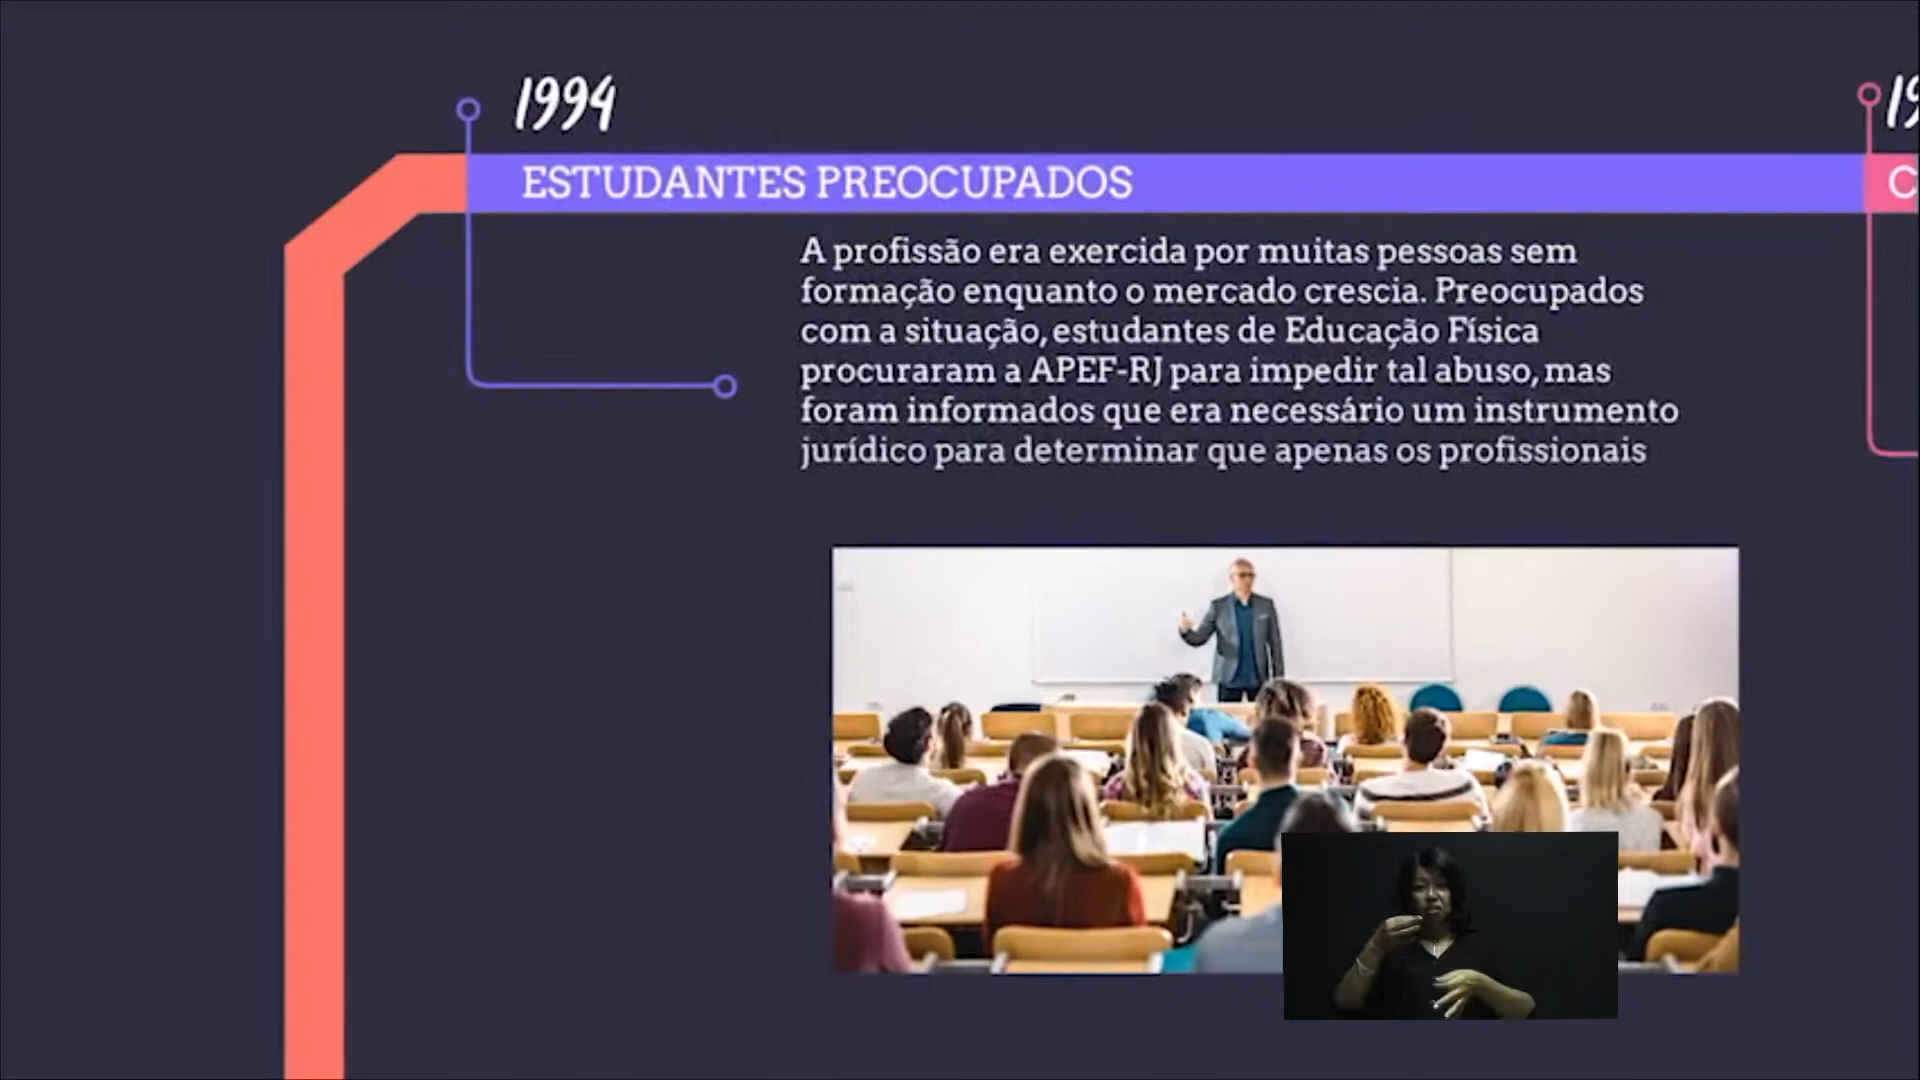 1994
ESTUDANTES PREOCUPADOS
A profissão era exercida por muitas pessoas sem
formação enquanto o mercado crescia. Preocupados
com a situação, estudantes de Educação Física
procuraram a APEF-RJ para impedir tal abuso, mas
foram informados que era necessário um instrumento
jurídico para determinar que apenas os profissionais
19
C